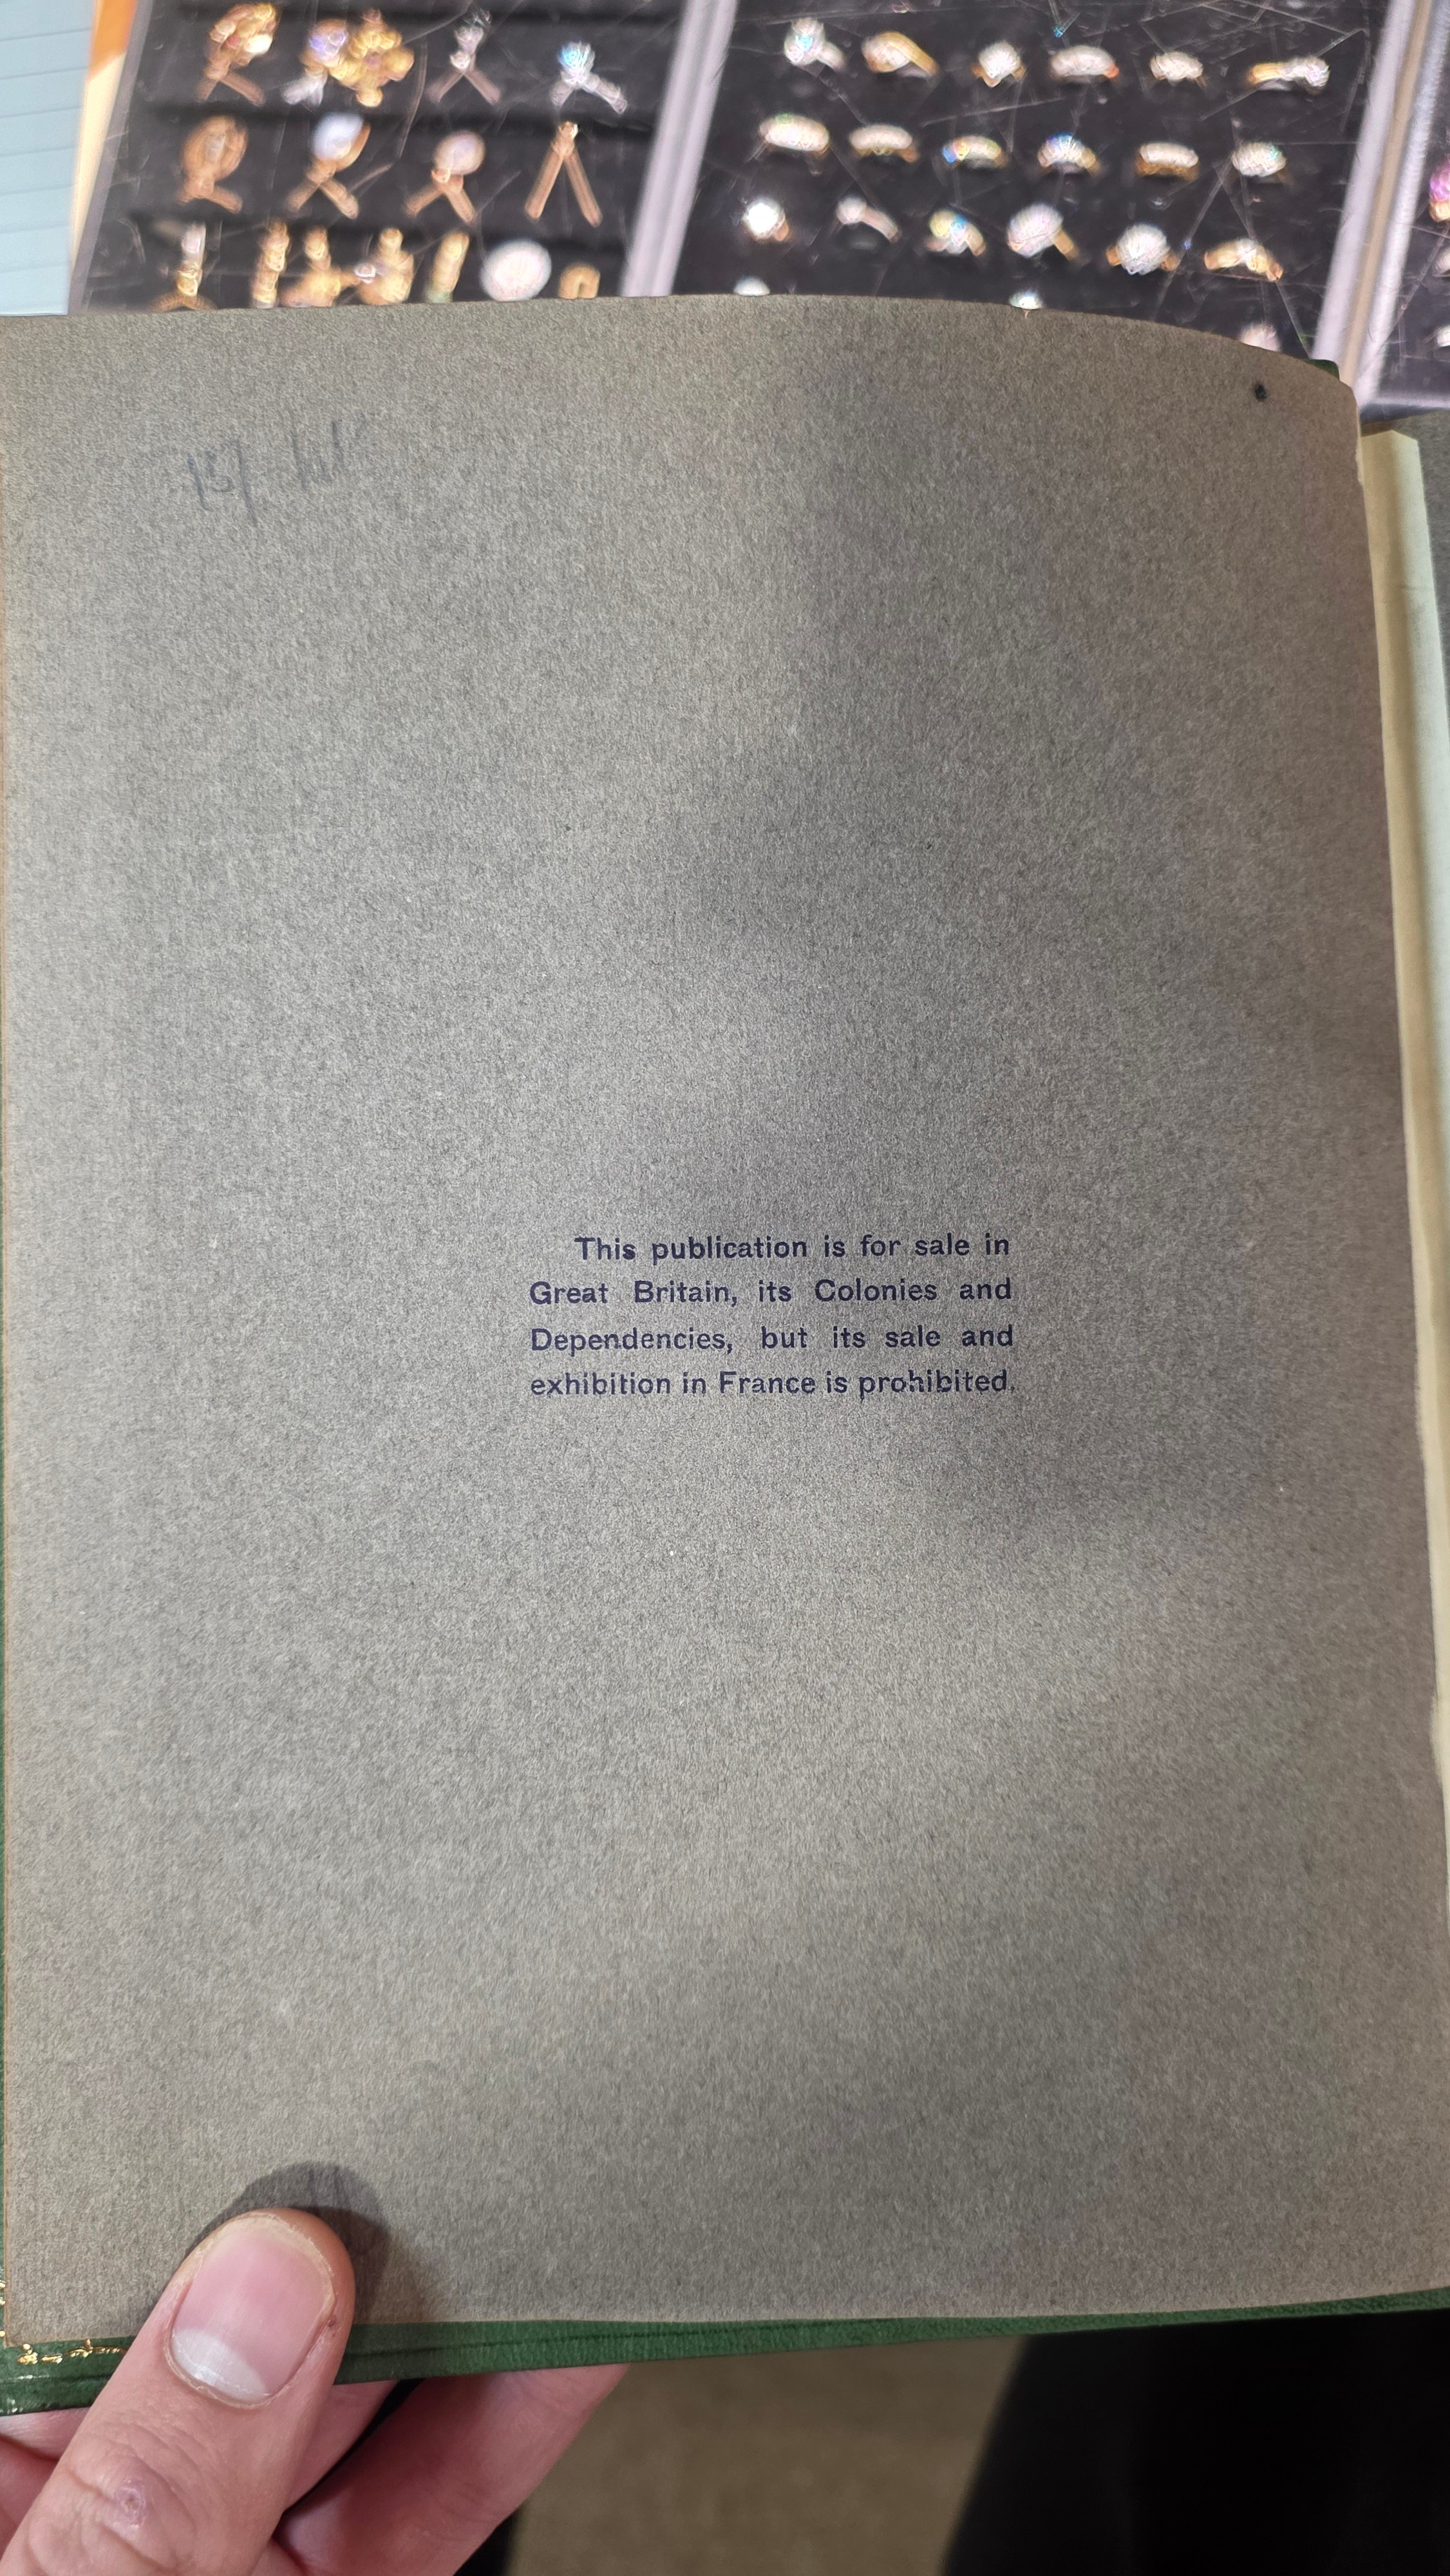 This publication is for sale in
Great Britain, its Colonies and
Dependencies, but its sale and
exhibition in France is prohibited.